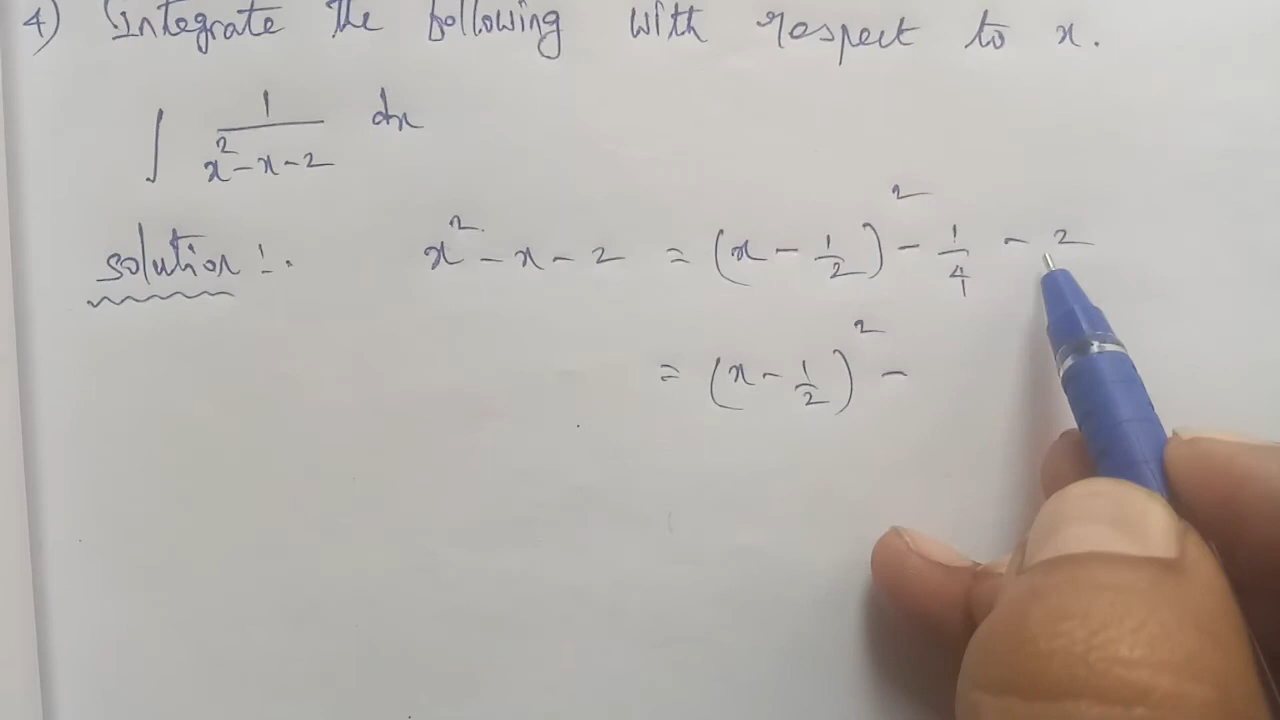 4) Integrate the following with respect to x.
∫ 1/(x² - x - 2) dx
Solution :. x² - x - 2 = (x - 1/2)² - 1/4 - 2
= (x - 1/2)² -